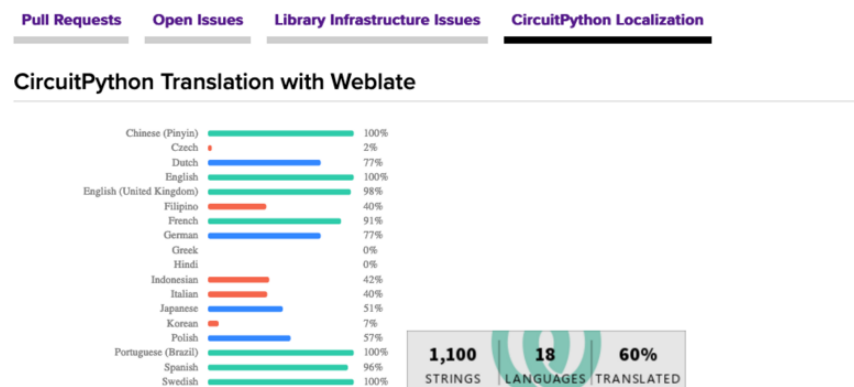 Pull Requests Open Issues Library Infrastructure Issues CircuitPython Localization
CircuitPython Translation with Weblate
Chinese (Pinyin) 100%
Czech 2%
Dutch 77%
English 100%
English (United Kingdom) 98%
Filipino 40%
French 91%
German 77%
Greek 0%
Hindi 0%
Indonesian 42%
Italian 40%
Japanese 51%
Korean 7%
Polish 57%
Portuguese (Brazil) 100%
Spanish 96%
Swedish 100%
1,100 18 60%
STRINGS LANGUAGES TRANSLATED